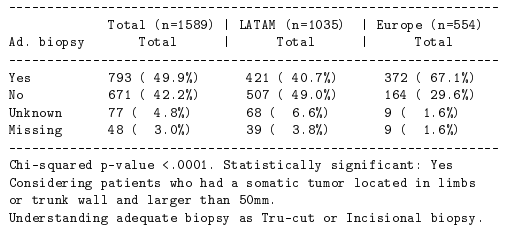 Total (n=1589) | LATAM (n=1035) | Europe (n=554)
Ad. biopsy Total | Total | Total
Yes 793 ( 49.9%) 421 ( 40.7%) 372 ( 67.1%)
No 671 ( 42.2%) 507 ( 49.0%) 164 ( 29.6%)
Unknown 77 ( 4.8%) 68 ( 6.6%) 9 ( 1.6%)
Missing 48 ( 3.0%) 39 ( 3.8%) 9 ( 1.6%)
Chi-squared p-value <.0001. Statistically significant: Yes
Considering patients who had a somatic tumor located in limbs
or trunk wall and larger than 50mm.
Understanding adequate biopsy as Tru-cut or Incisional biopsy.